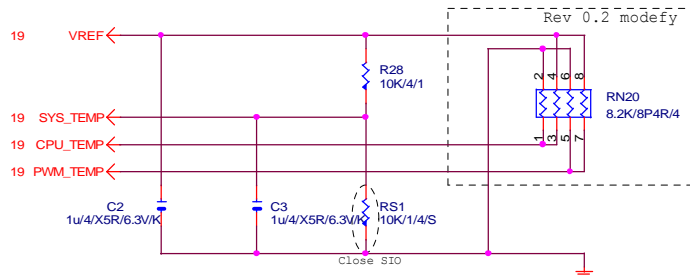 Rev 0.2 modefy
19 VREF
R28
10K/4/1
2 4 6 8
RN20
8.2K/8P4R/4
1 3 5 7
19 SYS_TEMP
19 CPU_TEMP
19 PWM_TEMP
C2
1u/4/X5R/6.3V/K
C3
1u/4/X5R/6.3V/K
RS1
10K/1/4/S
Close SIO